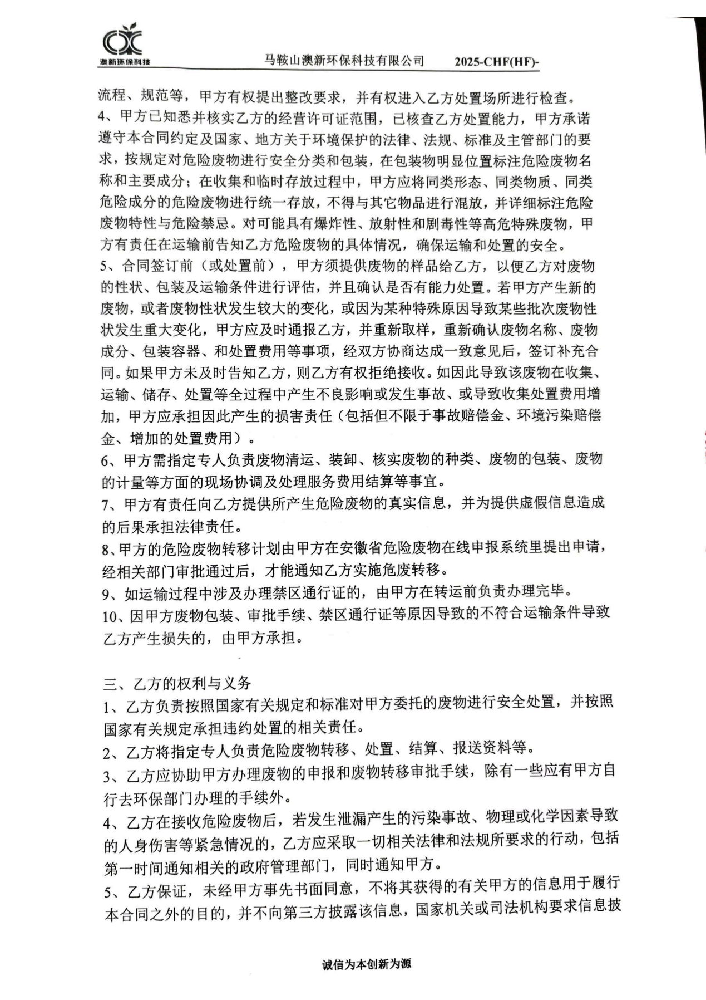 澳新环保科技
马鞍山澳新环保科技有限公司 2025-CHF(HF)-
流程、规范等，甲方有权提出整改要求，并有权进入乙方处置场所进行检查。
4、甲方已知悉并核实乙方的经营许可证范围，已核查乙方处置能力，甲方承诺
遵守本合同约定及国家、地方关于环境保护的法律、法规、标准及主管部门的要
求，按规定对危险废物进行安全分类和包装，在包装物明显位置标注危险废物名
称和主要成分；在收集和临时存放过程中，甲方应将同类形态、同类物质、同类
危险成分的危险废物进行统一存放，不得与其它物品进行混放，并详细标注危险
废物特性与危险禁忌。对可能具有爆炸性、放射性和剧毒性等高危特殊废物，甲
方有责任在运输前告知乙方危险废物的具体情况，确保运输和处置的安全。
5、合同签订前（或处置前），甲方须提供废物的样品给乙方，以便乙方对废物
的性状、包装及运输条件进行评估，并且确认是否有能力处置。若甲方产生新的
废物，或者废物性状发生较大的变化，或因为某种特殊原因导致某些批次废物性
状发生重大变化，甲方应及时通报乙方，并重新取样，重新确认废物名称、废物
成分、包装容器、和处置费用等事项，经双方协商达成一致意见后，签订补充合
同。如果甲方未及时告知乙方，则乙方有权拒绝接收。如因此导致该废物在收集、
运输、储存、处置等全过程中产生不良影响或发生事故、或导致收集处置费用增
加，甲方应承担因此产生的损害责任（包括但不限于事故赔偿金、环境污染赔偿
金、增加的处置费用）。
6、甲方需指定专人负责废物清运、装卸、核实废物的种类、废物的包装、废物
的计量等方面的现场协调及处理服务费用结算等事宜。
7、甲方有责任向乙方提供所产生危险废物的真实信息，并为提供虚假信息造成
的后果承担法律责任。
8、甲方的危险废物转移计划由甲方在安徽省危险废物在线申报系统里提出申请，
经相关部门审批通过后，才能通知乙方实施危废转移。
9、如运输过程中涉及办理禁区通行证的，由甲方在转运前负责办理完毕。
10、因甲方废物包装、审批手续、禁区通行证等原因导致的不符合运输条件导致
乙方产生损失的，由甲方承担。
三、乙方的权利与义务
1、乙方负责按照国家有关规定和标准对甲方委托的废物进行安全处置，并按照
国家有关规定承担违约处置的相关责任。
2、乙方将指定专人负责危险废物转移、处置、结算、报送资料等。
3、乙方应协助甲方办理废物的申报和废物转移审批手续，除有一些应有甲方自
行去环保部门办理的手续外。
4、乙方在接收危险废物后，若发生泄漏产生的污染事故、物理或化学因素导致
的人身伤害等紧急情况的，乙方应采取一切相关法律和法规所要求的行动，包括
第一时间通知相关的政府管理部门，同时通知甲方。
5、乙方保证，未经甲方事先书面同意，不将其获得的有关甲方的信息用于履行
本合同之外的目的，并不向第三方披露该信息，国家机关或司法机构要求信息披
诚信为本创新为源